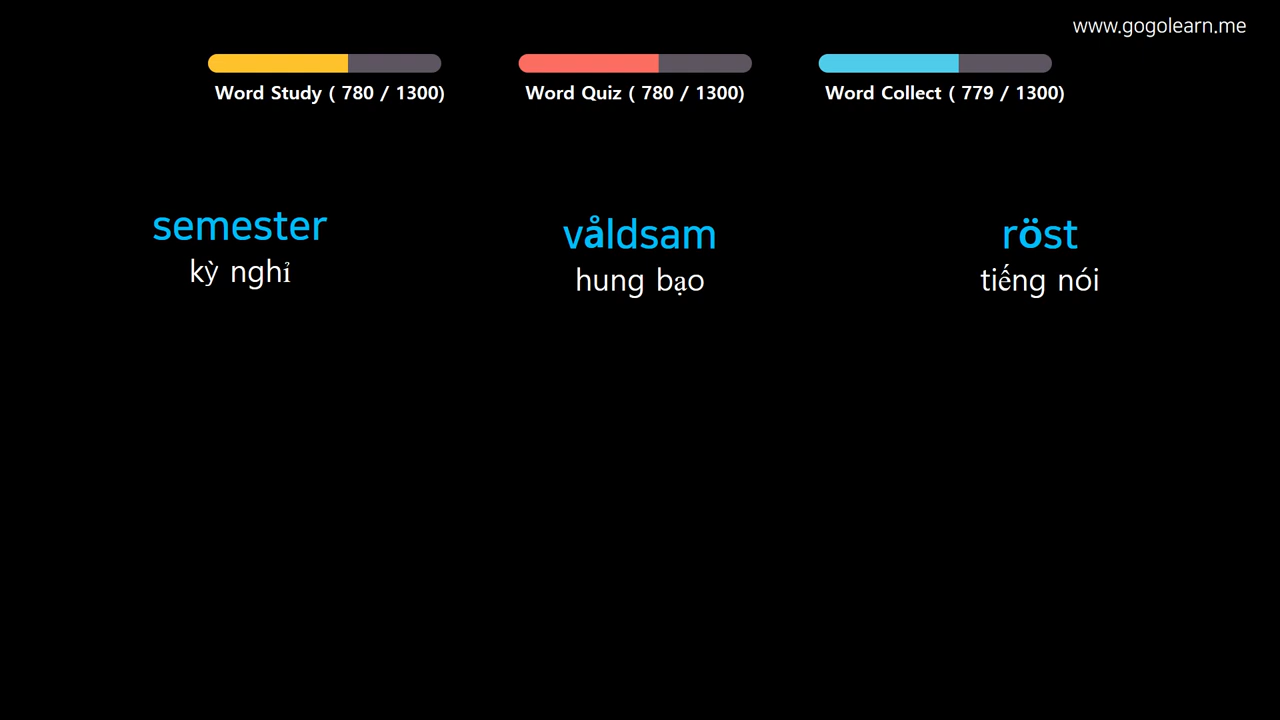 www.gogolearn.me
Word Study ( 780 / 1300)
Word Quiz ( 780 / 1300)
Word Collect ( 779 / 1300)
semester
kỳ nghỉ
våldsam
hung bạo
röst
tiếng nói